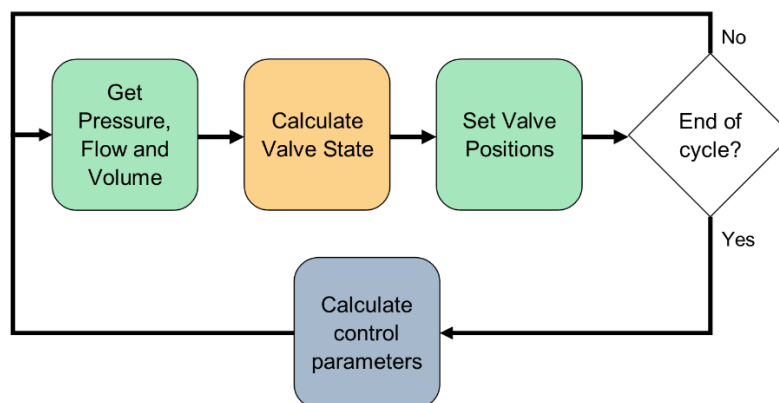 No
Get
Pressure,
Flow and
Volume
Calculate
Valve State
Set Valve
Positions
End of
cycle?
Yes
Calculate
control
parameters